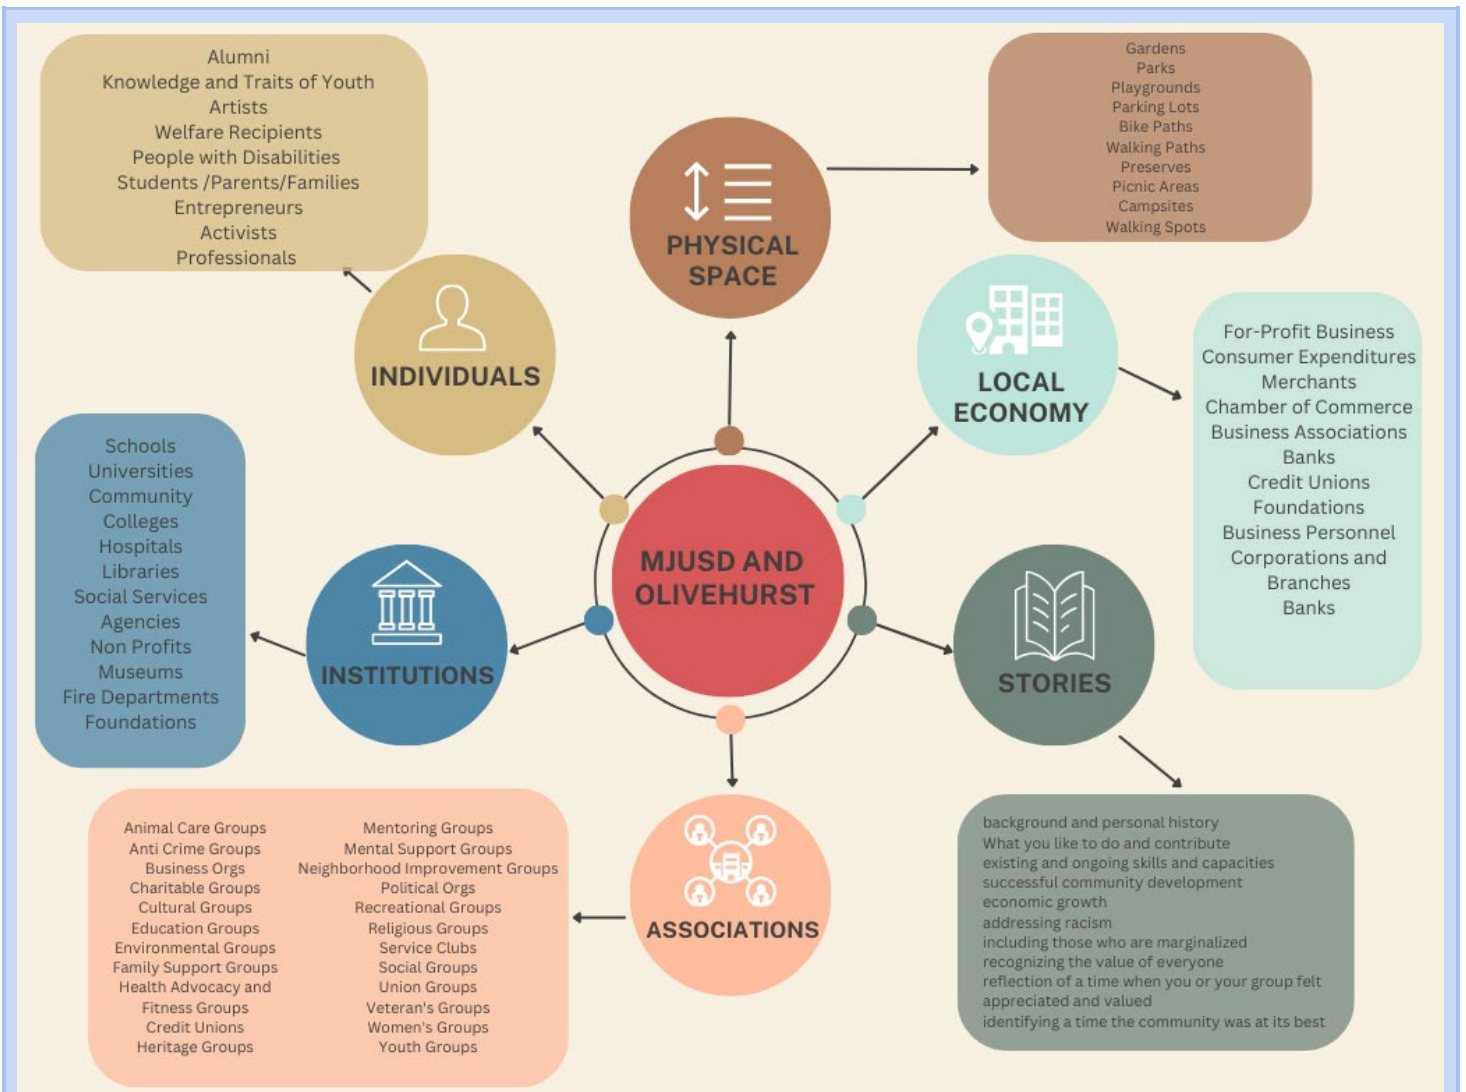 Alumni
Knowledge and Traits of Youth
Artists
Welfare Recipients
People with Disabilities
Students /Parents/Families
Entrepreneurs
Activists
Professionals
INDIVIDUALS
PHYSICAL
SPACE
Gardens
Parks
Playgrounds
Parking Lots
Bike Paths
Walking Paths
Preserves
Picnic Areas
Campsites
Walking Spots
LOCAL
ECONOMY
For-Profit Business
Consumer Expenditures
Merchants
Chamber of Commerce
Business Associations
Banks
Credit Unions
Foundations
Business Personnel
Corporations and
Branches
Banks
MJUSD AND
OLIVEHURST
Schools
Universities
Community
Colleges
Hospitals
Libraries
Social Services
Agencies
Non Profits
Museums
Fire Departments
Foundations
INSTITUTIONS
STORIES
background and personal history
What you like to do and contribute
existing and ongoing skills and capacities
successful community development
economic growth
addressing racism
including those who are marginalized
recognizing the value of everyone
reflection of a time when you or your group felt
appreciated and valued
identifying a time the community was at its best
ASSOCIATIONS
Animal Care Groups
Anti Crime Groups
Business Orgs
Charitable Groups
Cultural Groups
Education Groups
Environmental Groups
Family Support Groups
Health Advocacy and
Fitness Groups
Credit Unions
Heritage Groups
Mentoring Groups
Mental Support Groups
Neighborhood Improvement Groups
Political Orgs
Recreational Groups
Religious Groups
Service Clubs
Social Groups
Union Groups
Veteran's Groups
Women's Groups
Youth Groups